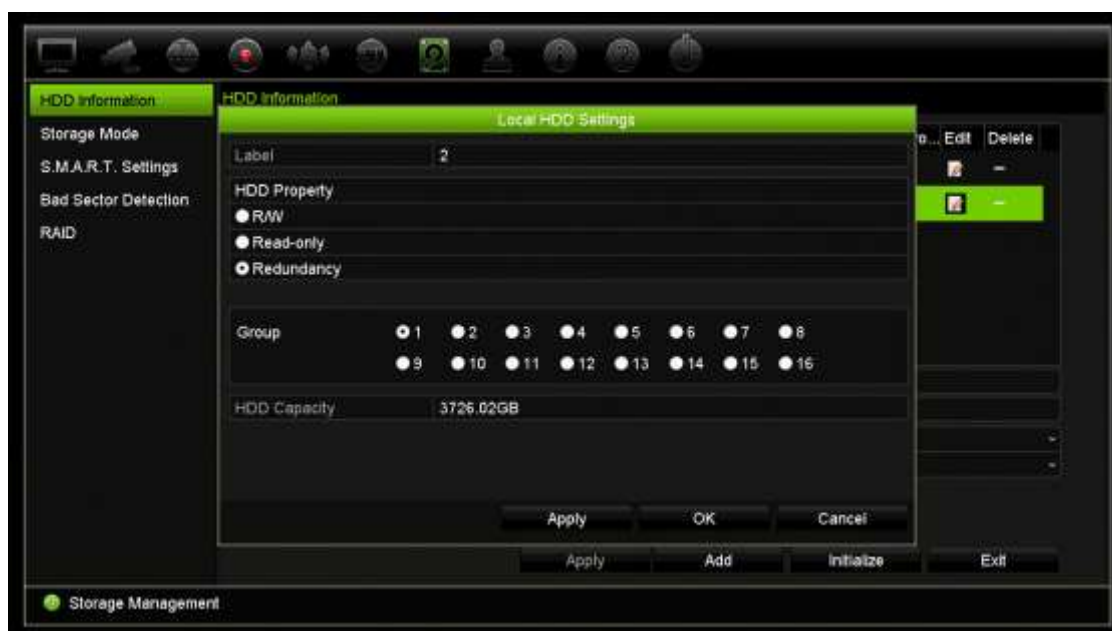 HDD Information
HDD Information
Local HDD Settings
Storage Mode
S.M.A.R.T. Settings
Bad Sector Detection
RAID
Edit Delete
Label 2
HDD Property
R/W
Read-only
Redundancy
Group 1 2 3 4 5 6 7 8
9 10 11 12 13 14 15 16
HDD Capacity 3726.02GB
Apply OK Cancel
Apply Add Initialize Exit
Storage Management